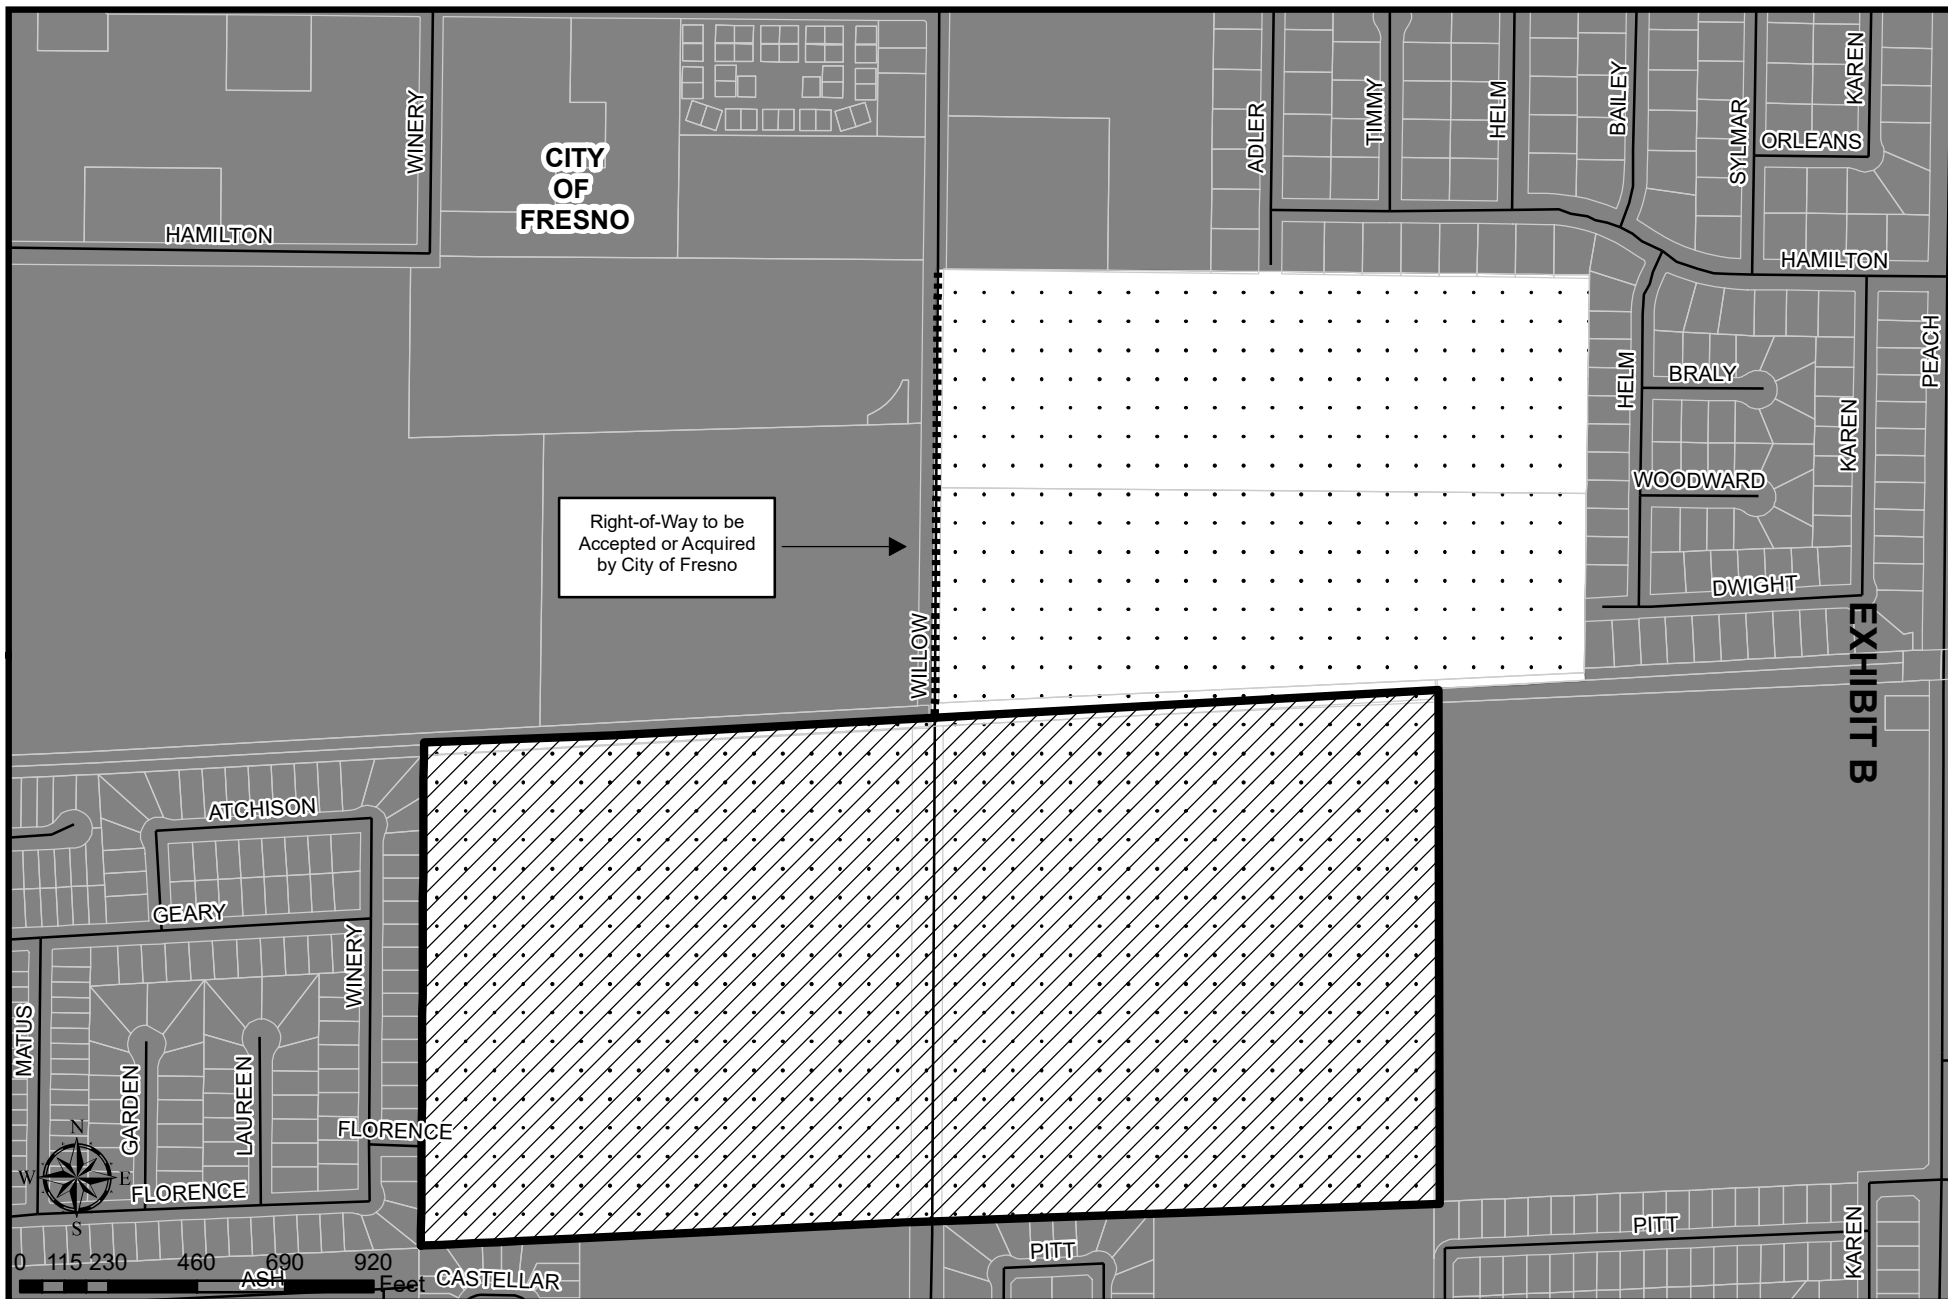 WINERY
CITY
OF
FRESNO
HAMILTON
ADLER
TIMMY
HELM
BAILEY
SYLMAR
KAREN
ORLEANS
HAMILTON
PEACH
HELM
BRALY
KAREN
WOODWARD
DWIGHT
Right-of-Way to be
Accepted or Acquired
by City of Fresno
WILLOW
EXHIBIT B
ATCHISON
GEARY
WINERY
MATUS
GARDEN
LAUREEN
FLORENCE
N
W E
S
FLORENCE
PITT
PITT
KAREN
0 115 230 460 690 920
Feet
ASH
CASTELLAR